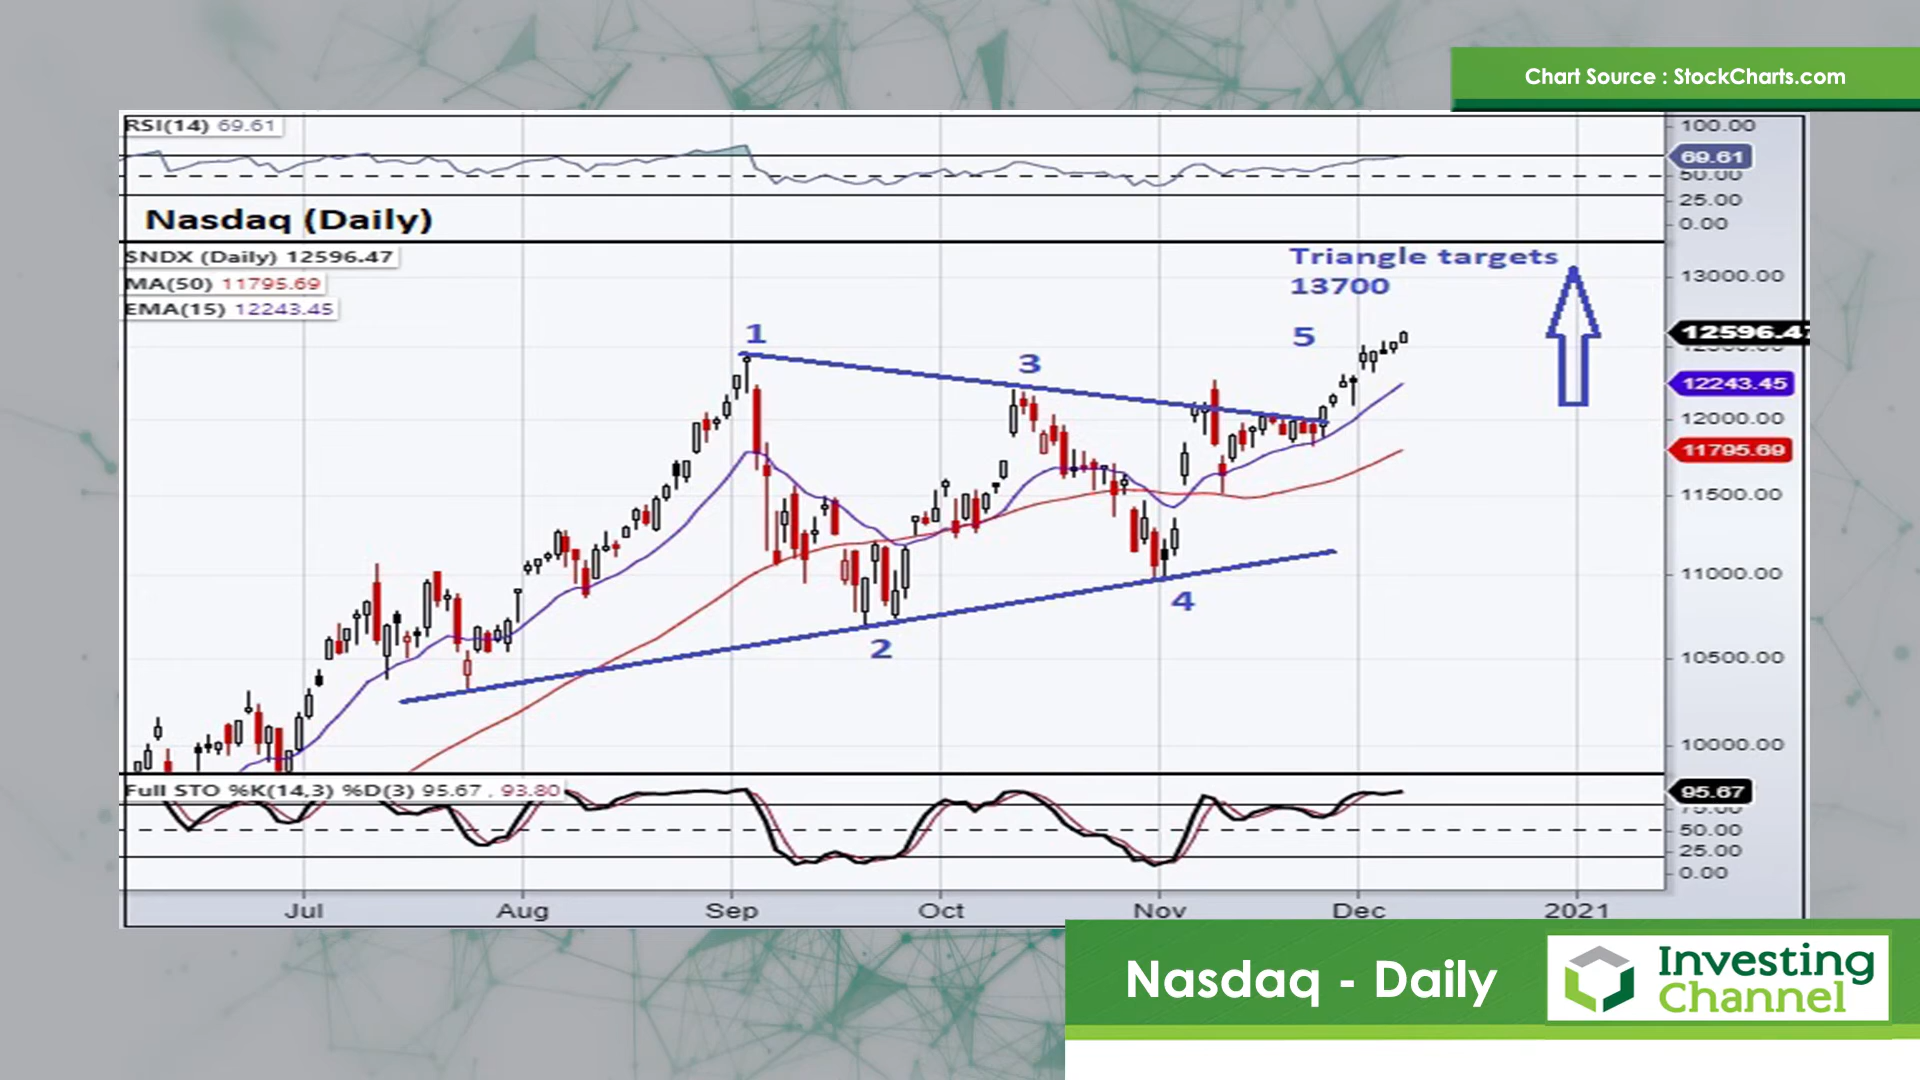 Chart Source : StockCharts.com
RSI(14) 69.61
100.00
69.61
50.00
25.00
0.00
Nasdaq (Daily)
$NDX (Daily) 12596.47
MA(50) 11795.69
EMA(15) 12243.45
Triangle targets
13700
13000.00
12596.47
12500.00
12243.45
12000.00
11795.69
11500.00
11000.00
10500.00
10000.00
1
3
5
2
4
Full STO %K(14,3) %D(3) 95.67 , 93.80
95.67
75.00
50.00
25.00
0.00
Jul Aug Sep Oct Nov Dec 2021
Nasdaq - Daily
Investing
Channel